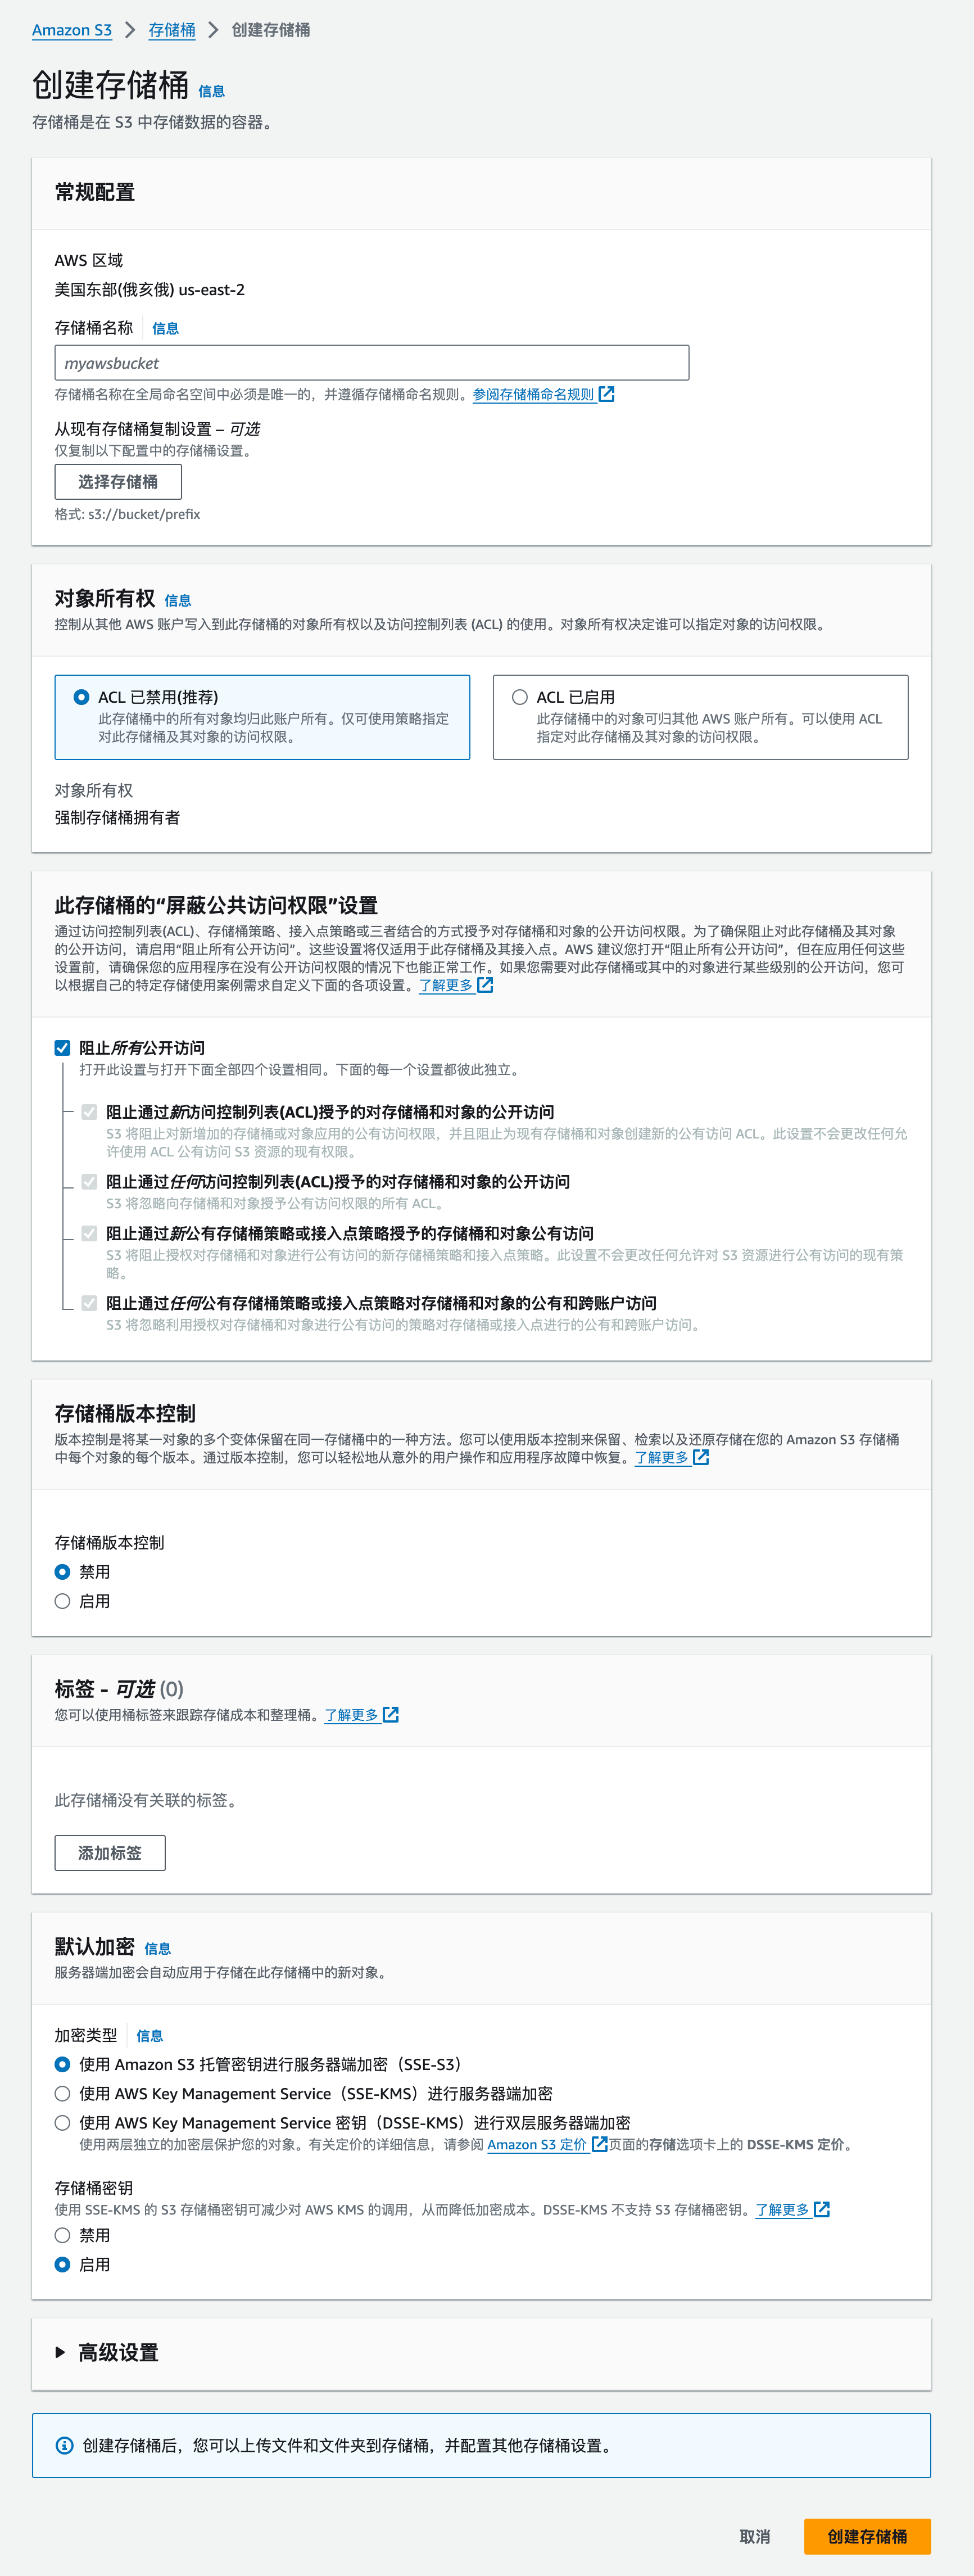 Amazon S3 > 存储桶 > 创建存储桶
创建存储桶 信息
存储桶是在 S3 中存储数据的容器。
常规配置
AWS 区域
美国东部(俄亥俄) us-east-2
存储桶名称 信息
myawsbucket
存储桶名称在全局命名空间中必须是唯一的，并遵循存储桶命名规则。参阅存储桶命名规则
从现有存储桶复制设置 – 可选
仅复制以下配置中的存储桶设置。
选择存储桶
格式: s3://bucket/prefix
对象所有权 信息
控制从其他 AWS 账户写入到此存储桶的对象所有权以及访问控制列表 (ACL) 的使用。对象所有权决定谁可以指定对象的访问权限。
ACL 已禁用(推荐)
此存储桶中的所有对象均归此账户所有。仅可使用策略指定
对此存储桶及其对象的访问权限。
ACL 已启用
此存储桶中的对象可归其他 AWS 账户所有。可以使用 ACL
指定对此存储桶及其对象的访问权限。
对象所有权
强制存储桶拥有者
此存储桶的“屏蔽公共访问权限”设置
通过访问控制列表(ACL)、存储桶策略、接入点策略或三者结合的方式授予对存储桶和对象的公开访问权限。为了确保阻止对此存储桶及其对象
的公开访问，请启用“阻止所有公开访问”。这些设置将仅适用于此存储桶及其接入点。AWS 建议您打开“阻止所有公开访问”，但在应用任何这些
设置前，请确保您的应用程序在没有公开访问权限的情况下也能正常工作。如果您需要对此存储桶或其中的对象进行某些级别的公开访问，您可
以根据自己的特定存储使用案例需求自定义下面的各项设置。了解更多
阻止所有公开访问
打开此设置与打开下面全部四个设置相同。下面的每一个设置都彼此独立。
阻止通过新访问控制列表(ACL)授予的对存储桶和对象的公开访问
S3 将阻止对新增加的存储桶或对象应用的公有访问权限，并且阻止为现有存储桶和对象创建新的公有访问 ACL。此设置不会更改任何允
许使用 ACL 公有访问 S3 资源的现有权限。
阻止通过任何访问控制列表(ACL)授予的对存储桶和对象的公开访问
S3 将忽略向存储桶和对象授予公有访问权限的所有 ACL。
阻止通过新公有存储桶策略或接入点策略授予的存储桶和对象公有访问
S3 将阻止授权对存储桶和对象进行公有访问的新存储桶策略和接入点策略。此设置不会更改任何允许对 S3 资源进行公有访问的现有策
略。
阻止通过任何公有存储桶策略或接入点策略对存储桶和对象的公有和跨账户访问
S3 将忽略利用授权对存储桶和对象进行公有访问的策略对存储桶或接入点进行的公有和跨账户访问。
存储桶版本控制
版本控制是将某一对象的多个变体保留在同一存储桶中的一种方法。您可以使用版本控制来保留、检索以及还原存储在您的 Amazon S3 存储桶
中每个对象的每个版本。通过版本控制，您可以轻松地从意外的用户操作和应用程序故障中恢复。了解更多
存储桶版本控制
禁用
启用
标签 - 可选 (0)
您可以使用桶标签来跟踪存储成本和整理桶。了解更多
此存储桶没有关联的标签。
添加标签
默认加密 信息
服务器端加密会自动应用于存储在此存储桶中的新对象。
加密类型 信息
使用 Amazon S3 托管密钥进行服务器端加密（SSE-S3）
使用 AWS Key Management Service（SSE-KMS）进行服务器端加密
使用 AWS Key Management Service 密钥（DSSE-KMS）进行双层服务器端加密
使用两层独立的加密层保护您的对象。有关定价的详细信息，请参阅 Amazon S3 定价 页面的存储选项卡上的 DSSE-KMS 定价。
存储桶密钥
使用 SSE-KMS 的 S3 存储桶密钥可减少对 AWS KMS 的调用，从而降低加密成本。DSSE-KMS 不支持 S3 存储桶密钥。了解更多
禁用
启用
高级设置
创建存储桶后，您可以上传文件和文件夹到存储桶，并配置其他存储桶设置。
取消 创建存储桶